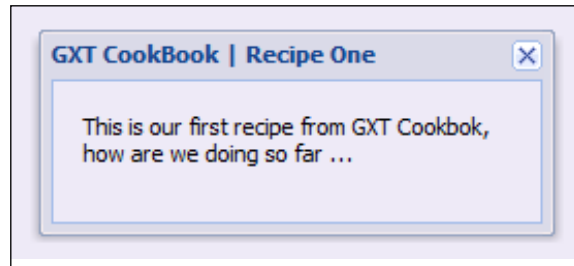 GXT CookBook | Recipe One
This is our first recipe from GXT Cookbok,
how are we doing so far ...